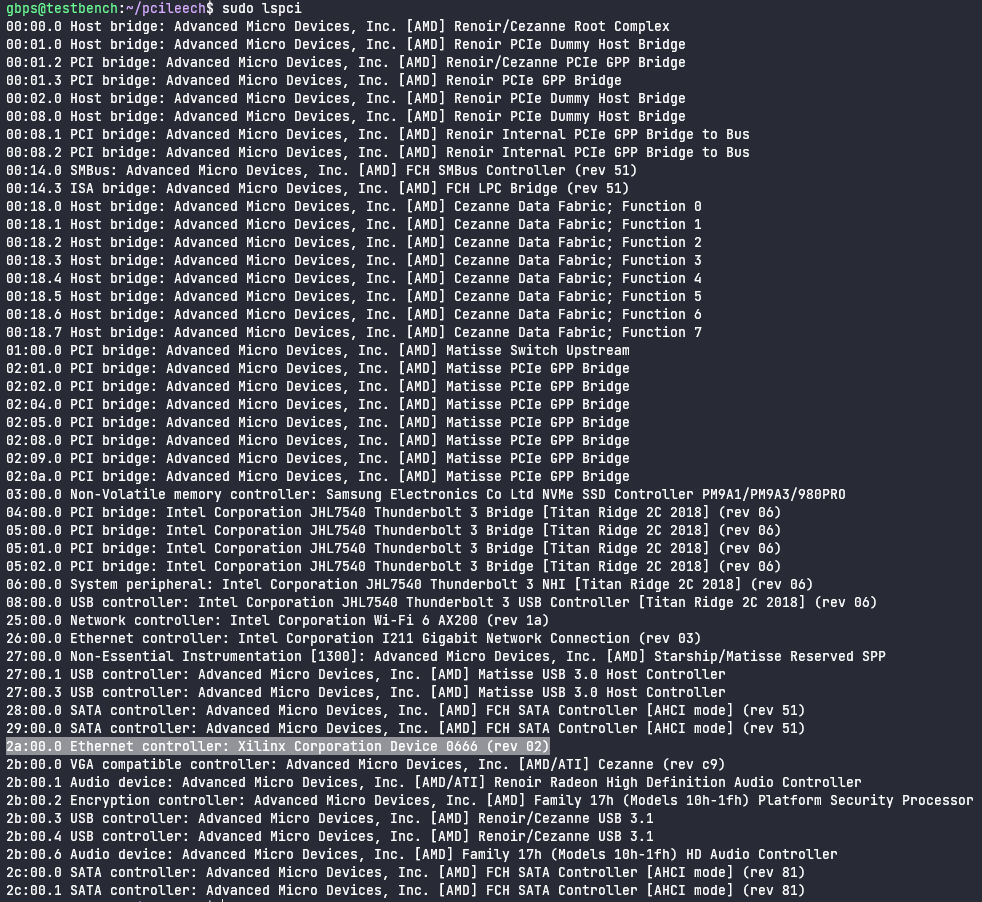 gbps@testbench:~/pcileech$ sudo lspci
00:00.0 Host bridge: Advanced Micro Devices, Inc. [AMD] Renoir/Cezanne Root Complex
00:01.0 Host bridge: Advanced Micro Devices, Inc. [AMD] Renoir PCIe Dummy Host Bridge
00:01.2 PCI bridge: Advanced Micro Devices, Inc. [AMD] Renoir/Cezanne PCIe GPP Bridge
00:01.3 PCI bridge: Advanced Micro Devices, Inc. [AMD] Renoir PCIe GPP Bridge
00:02.0 Host bridge: Advanced Micro Devices, Inc. [AMD] Renoir PCIe Dummy Host Bridge
00:08.0 Host bridge: Advanced Micro Devices, Inc. [AMD] Renoir PCIe Dummy Host Bridge
00:08.1 PCI bridge: Advanced Micro Devices, Inc. [AMD] Renoir Internal PCIe GPP Bridge to Bus
00:08.2 PCI bridge: Advanced Micro Devices, Inc. [AMD] Renoir Internal PCIe GPP Bridge to Bus
00:14.0 SMBus: Advanced Micro Devices, Inc. [AMD] FCH SMBus Controller (rev 51)
00:14.3 ISA bridge: Advanced Micro Devices, Inc. [AMD] FCH LPC Bridge (rev 51)
00:18.0 Host bridge: Advanced Micro Devices, Inc. [AMD] Cezanne Data Fabric; Function 0
00:18.1 Host bridge: Advanced Micro Devices, Inc. [AMD] Cezanne Data Fabric; Function 1
00:18.2 Host bridge: Advanced Micro Devices, Inc. [AMD] Cezanne Data Fabric; Function 2
00:18.3 Host bridge: Advanced Micro Devices, Inc. [AMD] Cezanne Data Fabric; Function 3
00:18.4 Host bridge: Advanced Micro Devices, Inc. [AMD] Cezanne Data Fabric; Function 4
00:18.5 Host bridge: Advanced Micro Devices, Inc. [AMD] Cezanne Data Fabric; Function 5
00:18.6 Host bridge: Advanced Micro Devices, Inc. [AMD] Cezanne Data Fabric; Function 6
00:18.7 Host bridge: Advanced Micro Devices, Inc. [AMD] Cezanne Data Fabric; Function 7
01:00.0 PCI bridge: Advanced Micro Devices, Inc. [AMD] Matisse Switch Upstream
02:01.0 PCI bridge: Advanced Micro Devices, Inc. [AMD] Matisse PCIe GPP Bridge
02:02.0 PCI bridge: Advanced Micro Devices, Inc. [AMD] Matisse PCIe GPP Bridge
02:04.0 PCI bridge: Advanced Micro Devices, Inc. [AMD] Matisse PCIe GPP Bridge
02:05.0 PCI bridge: Advanced Micro Devices, Inc. [AMD] Matisse PCIe GPP Bridge
02:08.0 PCI bridge: Advanced Micro Devices, Inc. [AMD] Matisse PCIe GPP Bridge
02:09.0 PCI bridge: Advanced Micro Devices, Inc. [AMD] Matisse PCIe GPP Bridge
02:0a.0 PCI bridge: Advanced Micro Devices, Inc. [AMD] Matisse PCIe GPP Bridge
03:00.0 Non-Volatile memory controller: Samsung Electronics Co Ltd NVMe SSD Controller PM9A1/PM9A3/980PRO
04:00.0 PCI bridge: Intel Corporation JHL7540 Thunderbolt 3 Bridge [Titan Ridge 2C 2018] (rev 06)
05:00.0 PCI bridge: Intel Corporation JHL7540 Thunderbolt 3 Bridge [Titan Ridge 2C 2018] (rev 06)
05:01.0 PCI bridge: Intel Corporation JHL7540 Thunderbolt 3 Bridge [Titan Ridge 2C 2018] (rev 06)
05:02.0 PCI bridge: Intel Corporation JHL7540 Thunderbolt 3 Bridge [Titan Ridge 2C 2018] (rev 06)
06:00.0 System peripheral: Intel Corporation JHL7540 Thunderbolt 3 NHI [Titan Ridge 2C 2018] (rev 06)
08:00.0 USB controller: Intel Corporation JHL7540 Thunderbolt 3 USB Controller [Titan Ridge 2C 2018] (rev 06)
25:00.0 Network controller: Intel Corporation Wi-Fi 6 AX200 (rev 1a)
26:00.0 Ethernet controller: Intel Corporation I211 Gigabit Network Connection (rev 03)
27:00.0 Non-Essential Instrumentation [1300]: Advanced Micro Devices, Inc. [AMD] Starship/Matisse Reserved SPP
27:00.1 USB controller: Advanced Micro Devices, Inc. [AMD] Matisse USB 3.0 Host Controller
27:00.3 USB controller: Advanced Micro Devices, Inc. [AMD] Matisse USB 3.0 Host Controller
28:00.0 SATA controller: Advanced Micro Devices, Inc. [AMD] FCH SATA Controller [AHCI mode] (rev 51)
29:00.0 SATA controller: Advanced Micro Devices, Inc. [AMD] FCH SATA Controller [AHCI mode] (rev 51)
2a:00.0 Ethernet controller: Xilinx Corporation Device 0666 (rev 02)
2b:00.0 VGA compatible controller: Advanced Micro Devices, Inc. [AMD/ATI] Cezanne (rev c9)
2b:00.1 Audio device: Advanced Micro Devices, Inc. [AMD/ATI] Renoir Radeon High Definition Audio Controller
2b:00.2 Encryption controller: Advanced Micro Devices, Inc. [AMD] Family 17h (Models 10h-1fh) Platform Security Processor
2b:00.3 USB controller: Advanced Micro Devices, Inc. [AMD] Renoir/Cezanne USB 3.1
2b:00.4 USB controller: Advanced Micro Devices, Inc. [AMD] Renoir/Cezanne USB 3.1
2b:00.6 Audio device: Advanced Micro Devices, Inc. [AMD] Family 17h (Models 10h-1fh) HD Audio Controller
2c:00.0 SATA controller: Advanced Micro Devices, Inc. [AMD] FCH SATA Controller [AHCI mode] (rev 81)
2c:00.1 SATA controller: Advanced Micro Devices, Inc. [AMD] FCH SATA Controller [AHCI mode] (rev 81)